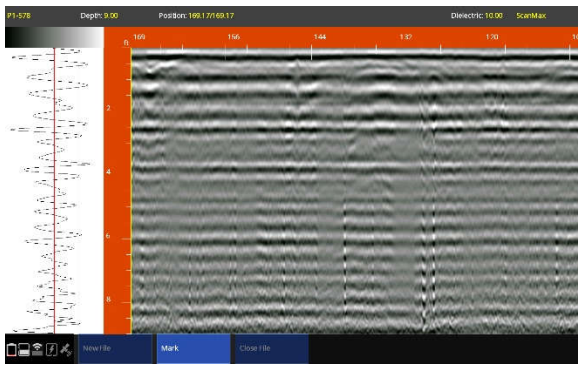 P1-578 Depth: 9.00 Position: 169.17/169.17 Dielectric: 10.00 ScanMax
ft 169 156 144 132 120
2
4
6
8
New File Mark Close File